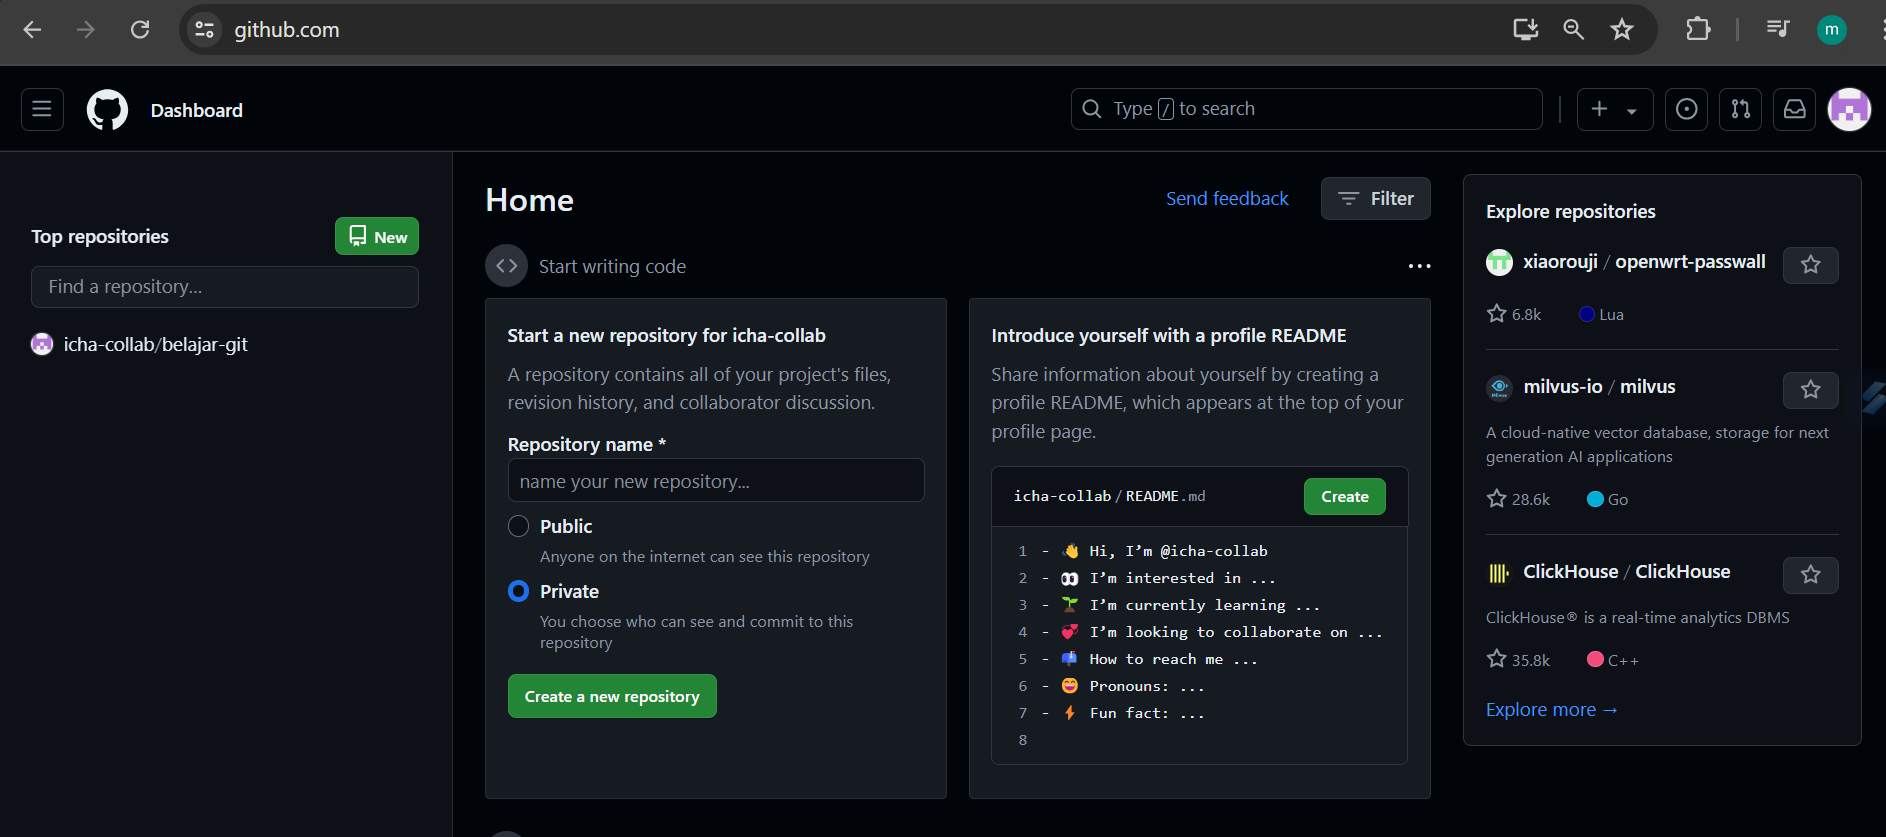 github.com
m
Dashboard
Type / to search
Top repositories
New
Find a repository...
icha-collab/belajar-git
Home
Send feedback
Filter
Start writing code
Start a new repository for icha-collab
A repository contains all of your project's files,
revision history, and collaborator discussion.
Repository name *
name your new repository...
Public
Anyone on the internet can see this repository
Private
You choose who can see and commit to this
repository
Create a new repository
Introduce yourself with a profile README
Share information about yourself by creating a
profile README, which appears at the top of your
profile page.
icha-collab / README.md
Create
1 - 👋 Hi, I’m @icha-collab
2 - 👀 I’m interested in ...
3 - 🌱 I’m currently learning ...
4 - 💞️ I’m looking to collaborate on ...
5 - 📫 How to reach me ...
6 - 😄 Pronouns: ...
7 - ⚡ Fun fact: ...
8
Explore repositories
xiaorouji / openwrt-passwall
6.8k Lua
milvus-io / milvus
A cloud-native vector database, storage for next
generation AI applications
28.6k Go
ClickHouse / ClickHouse
ClickHouse® is a real-time analytics DBMS
35.8k C++
Explore more →